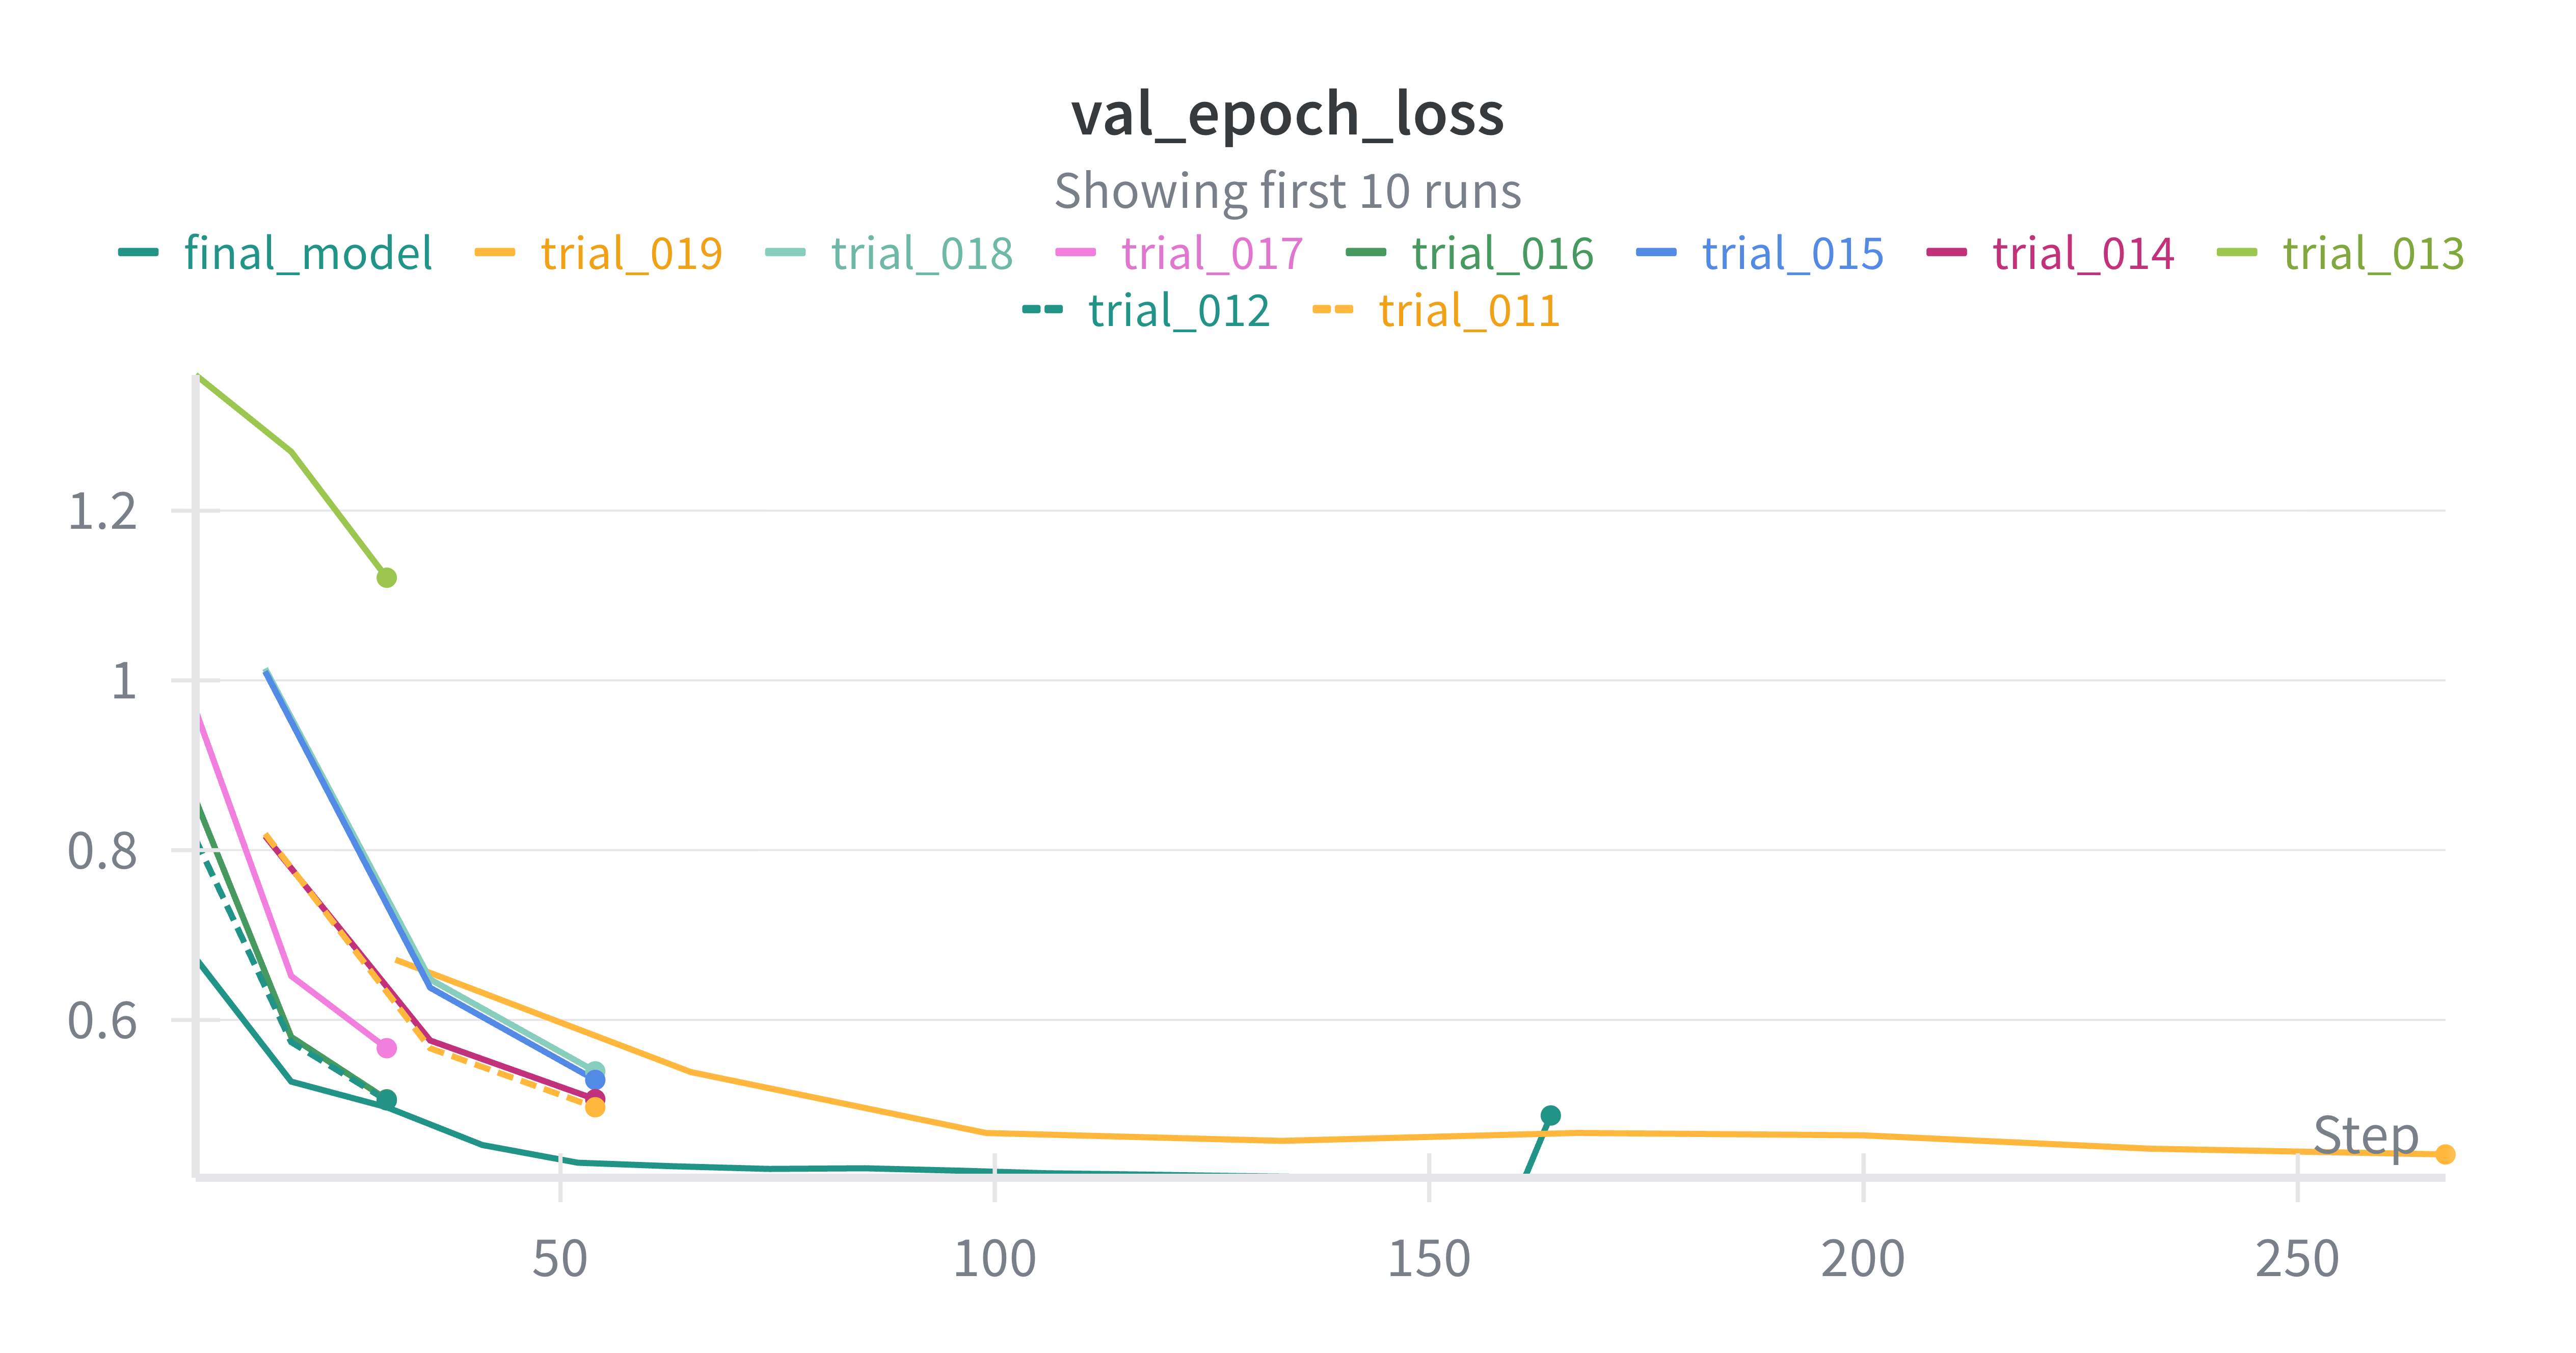 val_epoch_loss
Showing first 10 runs
final_model trial_019 trial_018 trial_017 trial_016 trial_015 trial_014 trial_013
trial_012 trial_011
1.2
1
0.8
0.6
Step
50 100 150 200 250